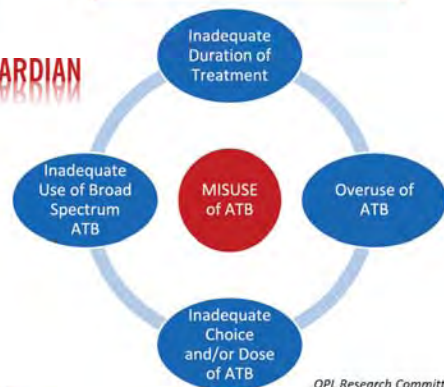 Inadequate
Duration of
Treatment
ARDIAN
Inadequate
Use of Broad
Spectrum
ATB
MISUSE
of ATB
Overuse of
ATB
Inadequate
Choice
and/or Dose
of ATB
OPL Research Committ